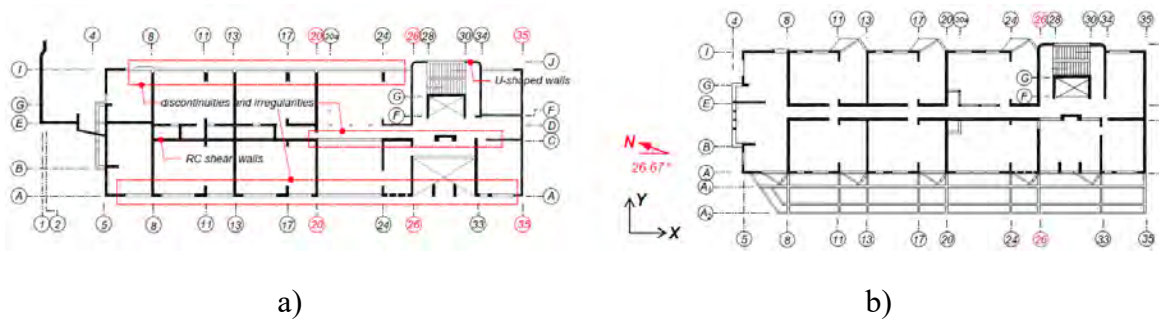 4 8 11 13 17 20 20A 24 26 28 30 34 35
I J
U-shaped walls
G discontinuities and irregularities G
F F
E D
C
RC shear walls
B
A A
1 2 5 8 11 13 17 20 24 26 33 35
a)
4 8 11 13 17 20 20A 24 26 28 30 34 35
I
G G
E F
B
A
A₁
A₂
5 8 11 13 17 20 24 26 33 35
N
26.67°
Y
X
b)